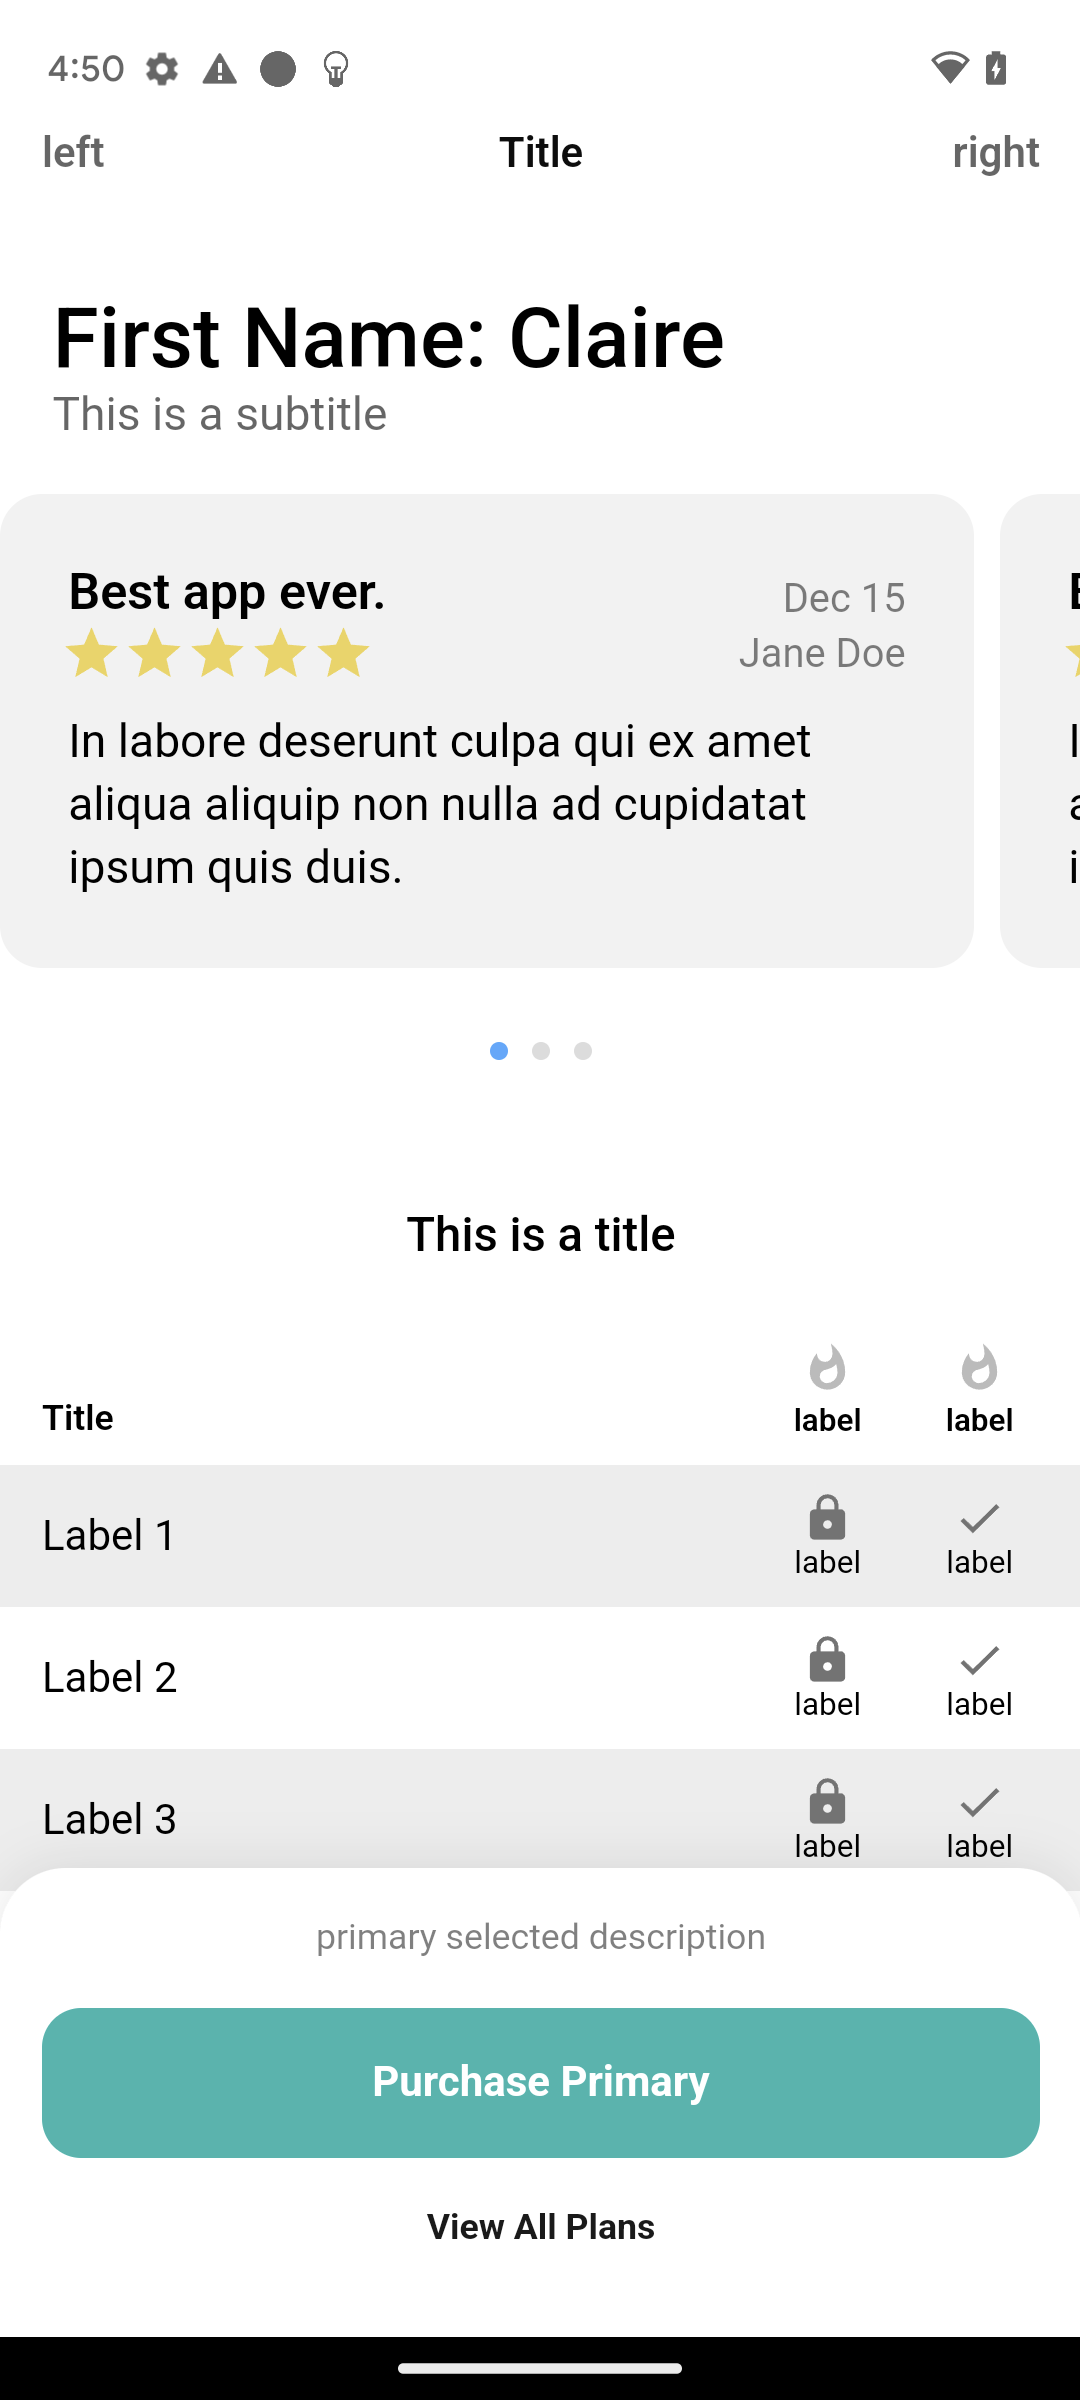 4:50
left Title right
First Name: Claire
This is a subtitle
Best app ever.
Dec 15
Jane Doe
In labore deserunt culpa qui ex amet
aliqua aliquip non nulla ad cupidatat
ipsum quis duis.
This is a title
Title label label
Label 1 label label
Label 2 label label
Label 3 label label
primary selected description
Purchase Primary
View All Plans